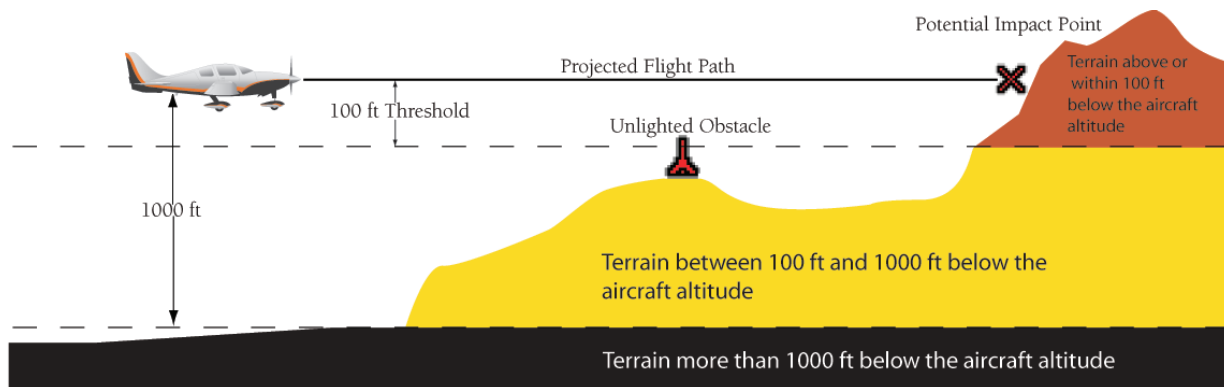 Potential Impact Point
Projected Flight Path
Terrain above or
within 100 ft
below the aircraft
altitude
100 ft Threshold
Unlighted Obstacle
1000 ft
Terrain between 100 ft and 1000 ft below the
aircraft altitude
Terrain more than 1000 ft below the aircraft altitude